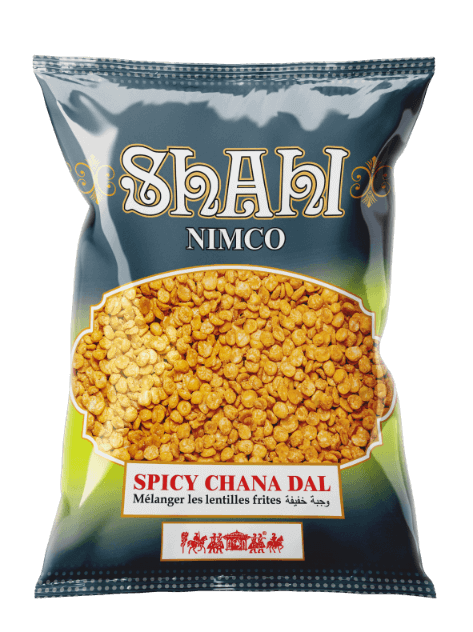 ShAhI
NIMCO
SPICY CHANA DAL
Mélanger les lentilles frites وجبة خفيفة